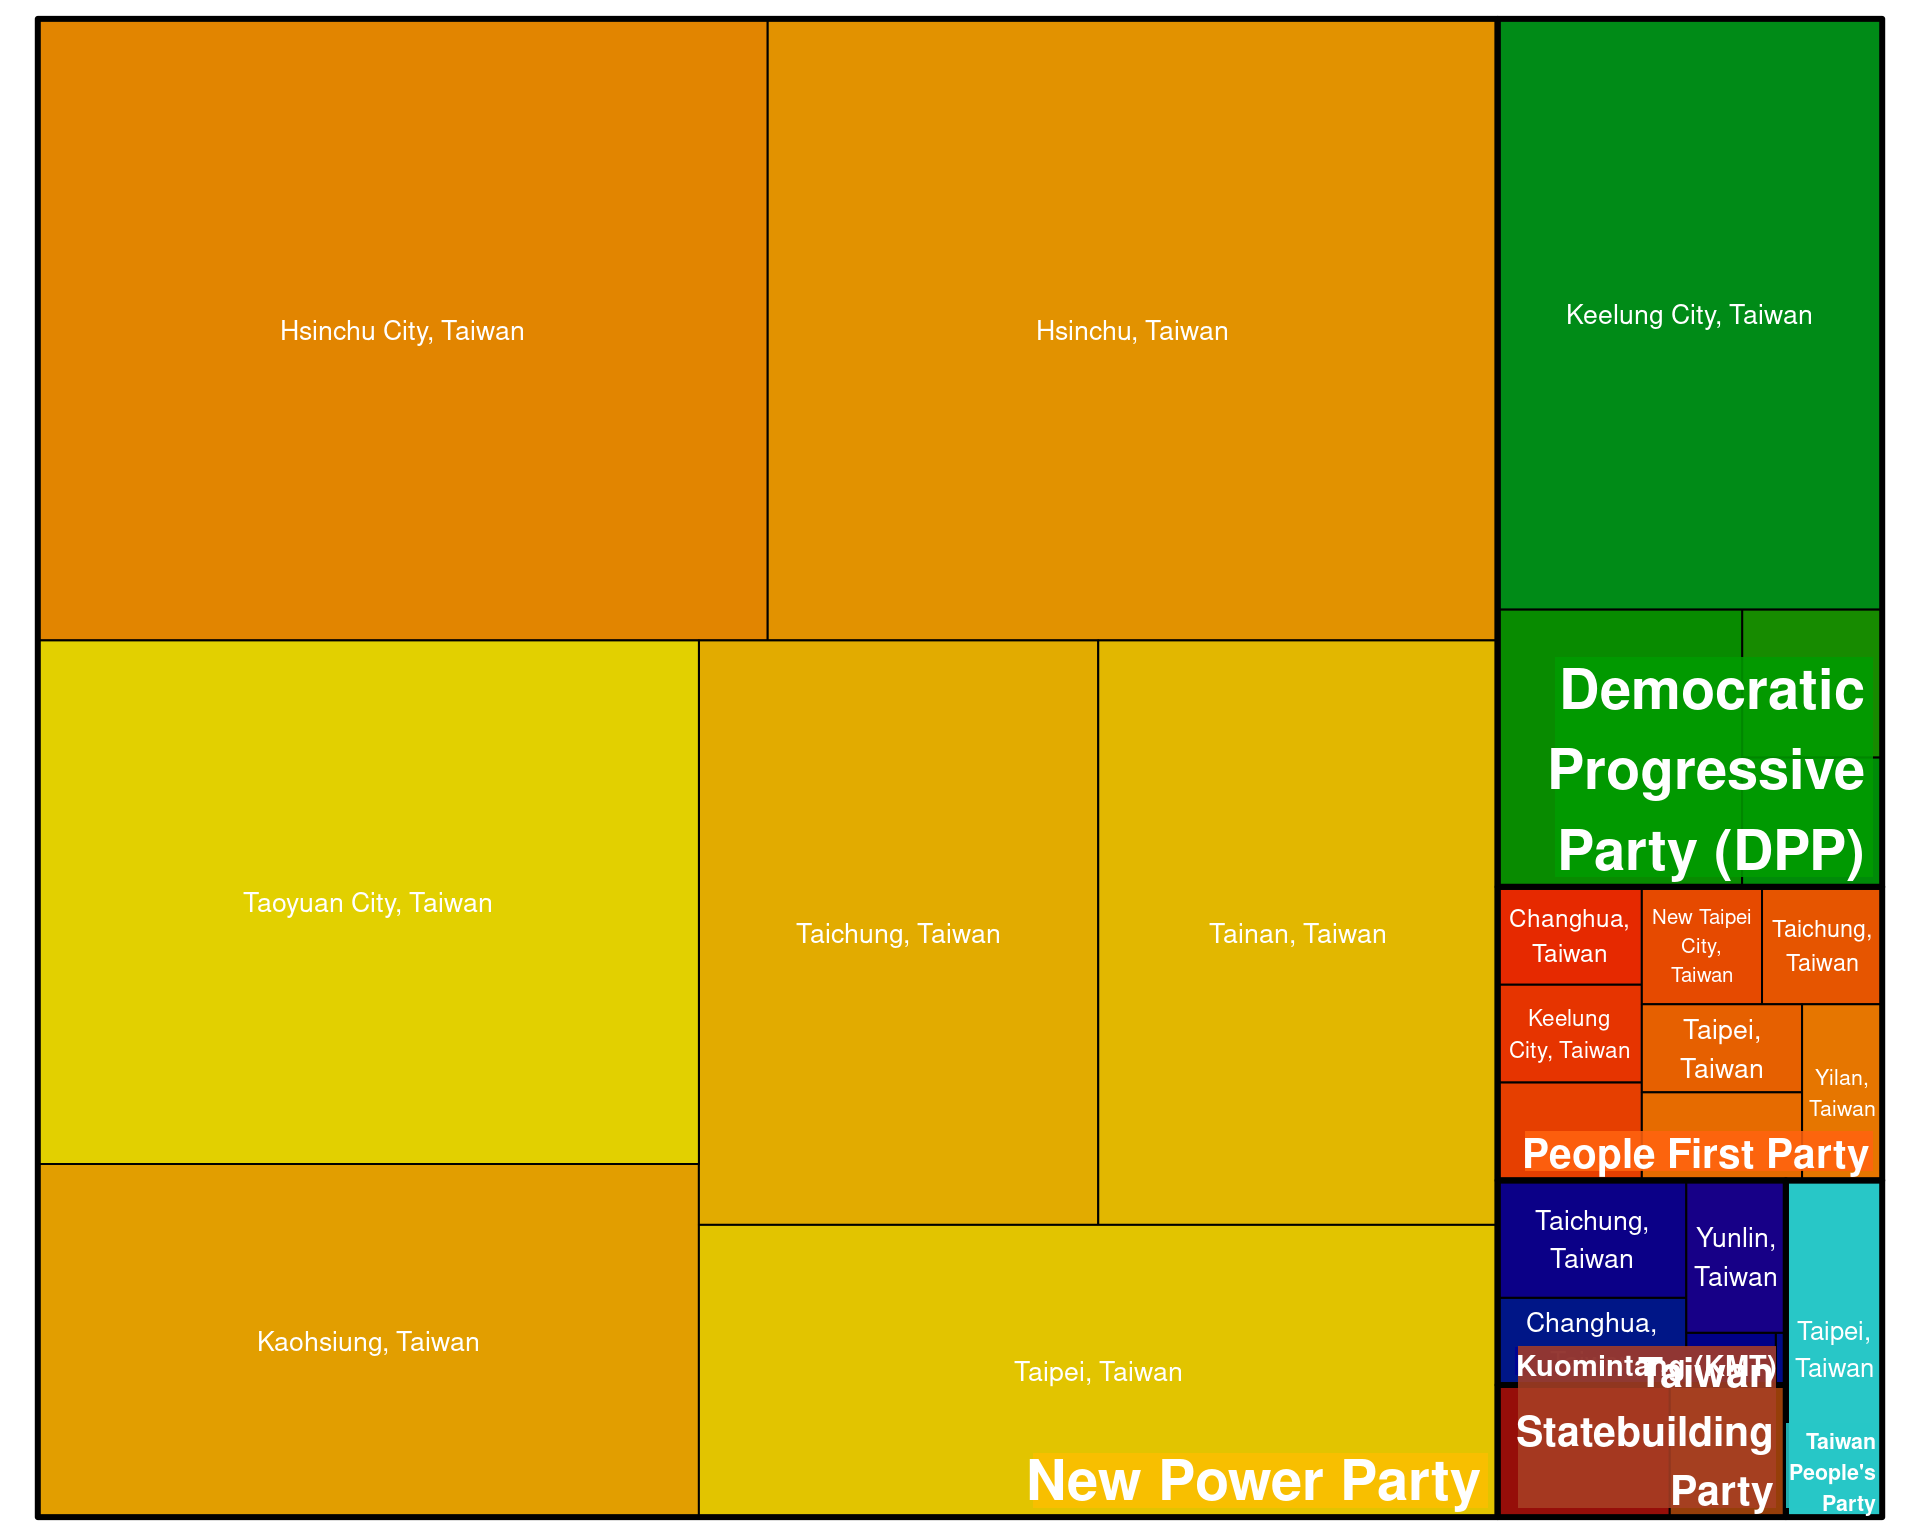 Hsinchu City, Taiwan
Hsinchu, Taiwan
Keelung City, Taiwan
Taoyuan City, Taiwan
Taichung, Taiwan
Tainan, Taiwan
Kaohsiung, Taiwan
Taipei, Taiwan
New Power Party
Democratic
Progressive
Party (DPP)
Changhua,
Taiwan
New Taipei
City,
Taiwan
Taichung,
Taiwan
Keelung
City, Taiwan
Taipei,
Taiwan
Yilan,
Taiwan
People First Party
Taichung,
Taiwan
Yunlin,
Taiwan
Changhua,
Kuomintang (KMT)
Taiwan
Statebuilding
Party
Taipei,
Taiwan
Taiwan
People's
Party